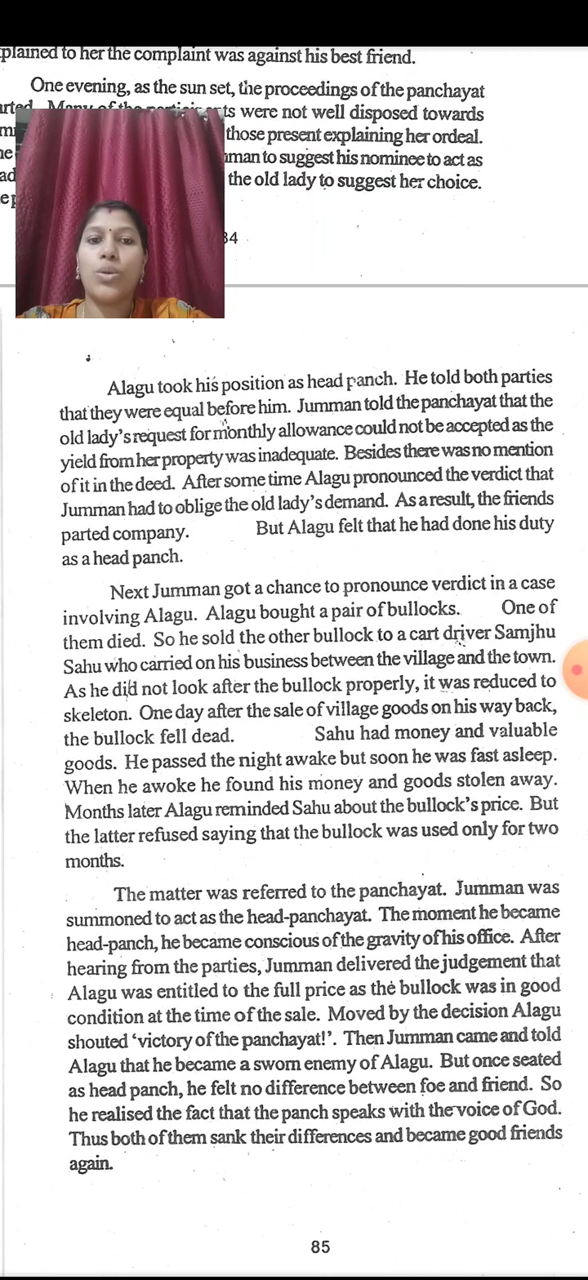 plained to her the complaint was against his best friend.
One evening, as the sun set, the proceedings of the panchayat
were not well disposed towards
those present explaining her ordeal.
to suggest his nominee to act as
the old lady to suggest her choice.
34
Alagu took his position as head panch. He told both parties
that they were equal before him. Jumman told the panchayat that the
old lady's request for monthly allowance could not be accepted as the
yield from her property was inadequate. Besides there was no mention
of it in the deed. After some time Alagu pronounced the verdict that
Jumman had to oblige the old lady's demand. As a result, the friends
parted company. But Alagu felt that he had done his duty
as a head panch.
Next Jumman got a chance to pronounce verdict in a case
involving Alagu. Alagu bought a pair of bullocks. One of
them died. So he sold the other bullock to a cart driver Samjhu
Sahu who carried on his business between the village and the town.
As he did not look after the bullock properly, it was reduced to
skeleton. One day after the sale of village goods on his way back,
the bullock fell dead. Sahu had money and valuable
goods. He passed the night awake but soon he was fast asleep.
When he awoke he found his money and goods stolen away.
Months later Alagu reminded Sahu about the bullock's price. But
the latter refused saying that the bullock was used only for two
months.
The matter was referred to the panchayat. Jumman was
summoned to act as the head-panchayat. The moment he became
head-panch, he became conscious of the gravity of his office. After
hearing from the parties, Jumman delivered the judgement that
Alagu was entitled to the full price as the bullock was in good
condition at the time of the sale. Moved by the decision Alagu
shouted 'victory of the panchayat!'. Then Jumman came and told
Alagu that he became a sworn enemy of Alagu. But once seated
as head panch, he felt no difference between foe and friend. So
he realised the fact that the panch speaks with the voice of God.
Thus both of them sank their differences and became good friends
again.
85